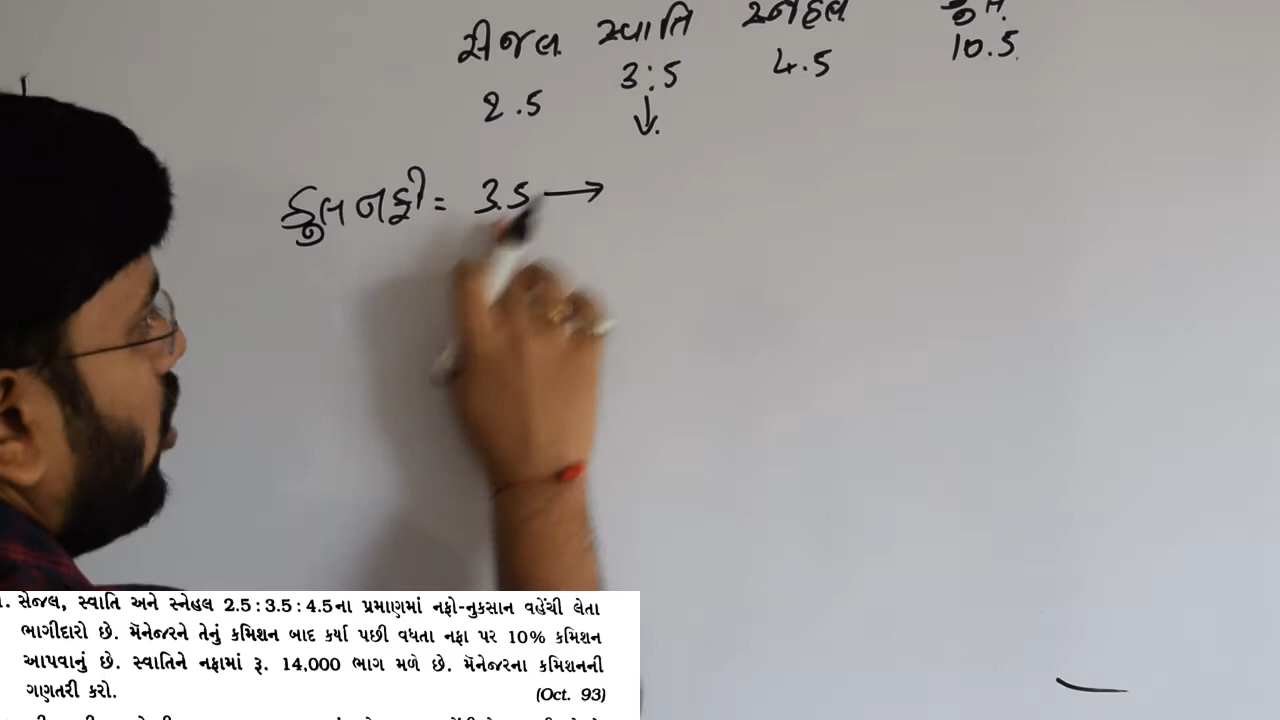 સેજલ સ્વાતિ સ્નેહલ કુલ
2.5 3:5 4.5 10.5
કુલ નફો = 3.5 →
1. સેજલ, સ્વાતિ અને સ્નેહલ 2.5 : 3.5 : 4.5ના પ્રમાણમાં નફો-નુકસાન વહેંચી લેતા
ભાગીદારો છે. મૅનેજરને તેનું કમિશન બાદ કર્યા પછી વધતા નફા પર 10% કમિશન
આપવાનું છે. સ્વાતિને નફામાં રૂ. 14,000 ભાગ મળે છે. મૅનેજરના કમિશનની
ગણતરી કરો. (Oct. 93)